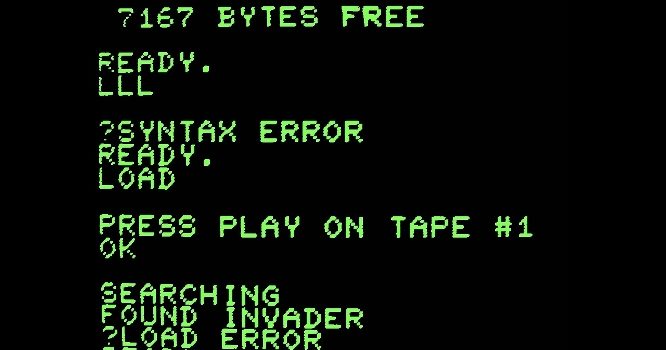 7167 BYTES FREE
READY.
LLL
?SYNTAX ERROR
READY.
LOAD
PRESS PLAY ON TAPE #1
OK
SEARCHING
FOUND INVADER
?LOAD ERROR